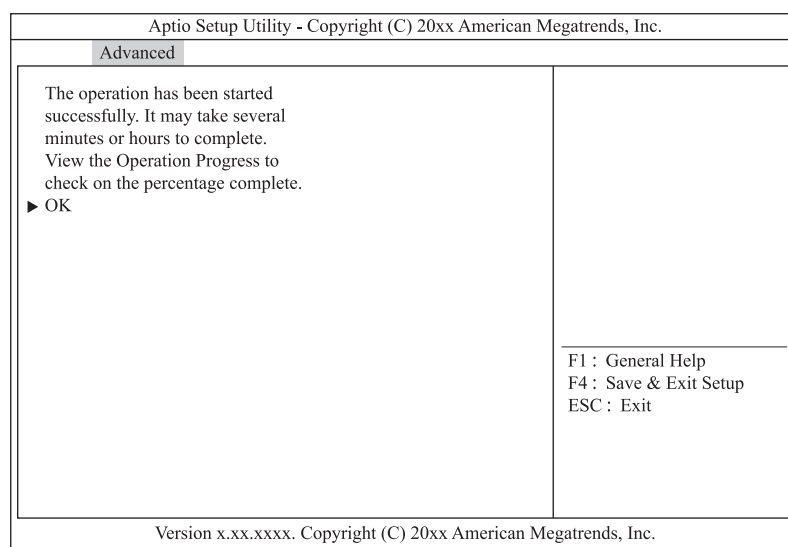 Aptio Setup Utility - Copyright (C) 20xx American Megatrends, Inc.
Advanced
The operation has been started
successfully. It may take several
minutes or hours to complete.
View the Operation Progress to
check on the percentage complete.
▶ OK
F1 : General Help
F4 : Save & Exit Setup
ESC : Exit
Version x.xx.xxxx. Copyright (C) 20xx American Megatrends, Inc.